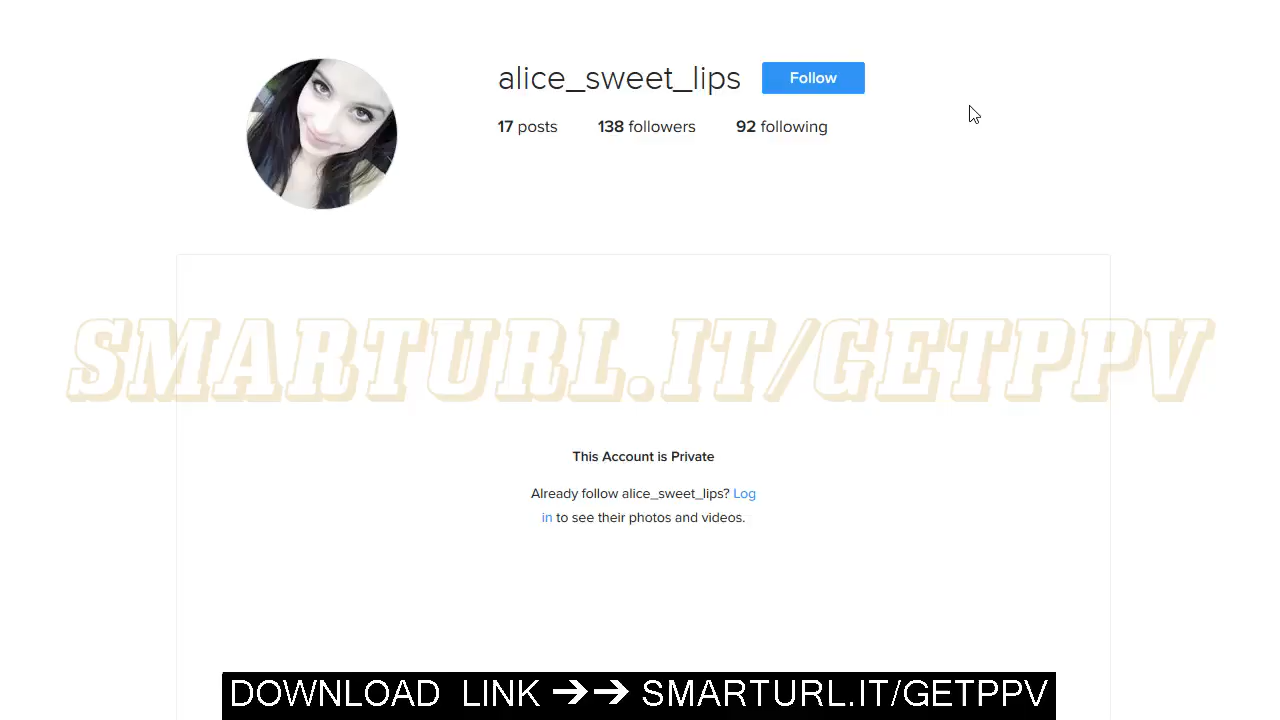 alice_sweet_lips Follow
17 posts 138 followers 92 following
SMARTURL.IT/GETPPV
This Account is Private
Already follow alice_sweet_lips? Log
in to see their photos and videos.
DOWNLOAD LINK ➔➔ SMARTURL.IT/GETPPV